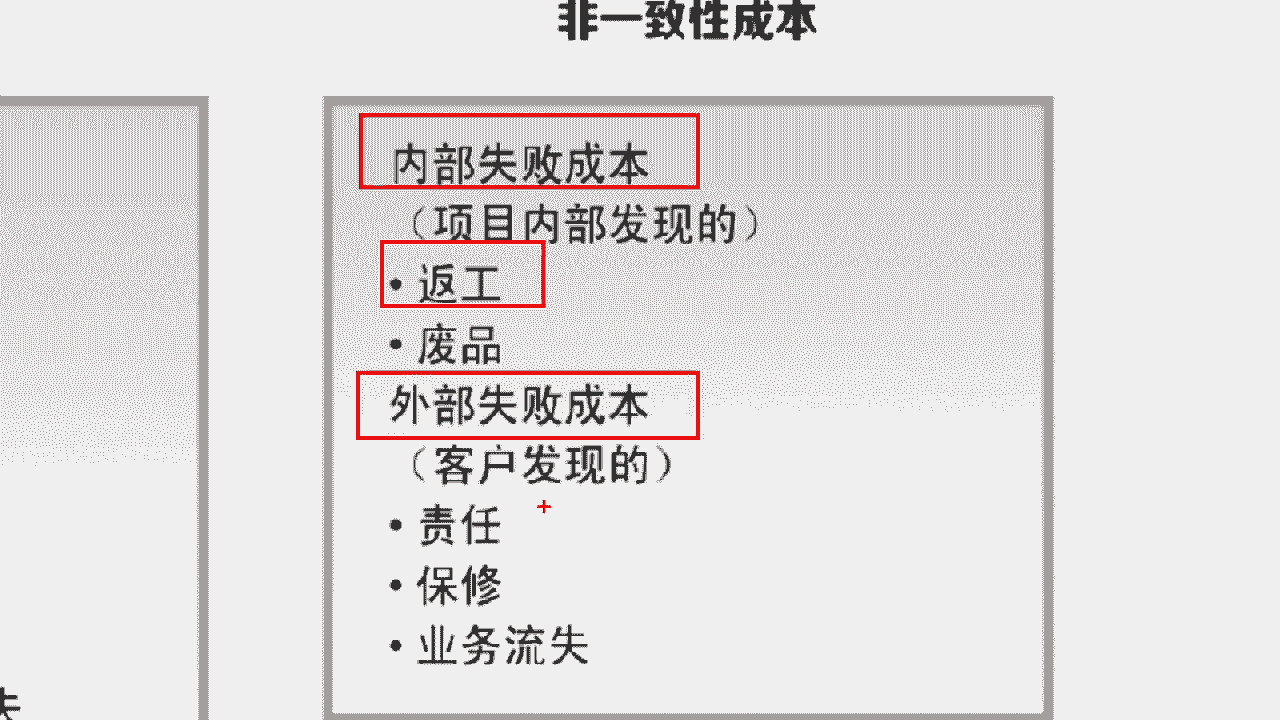 非一致性成本
内部失败成本
（项目内部发现的）
• 返工
• 废品
外部失败成本
（客户发现的）
• 责任
• 保修
• 业务流失